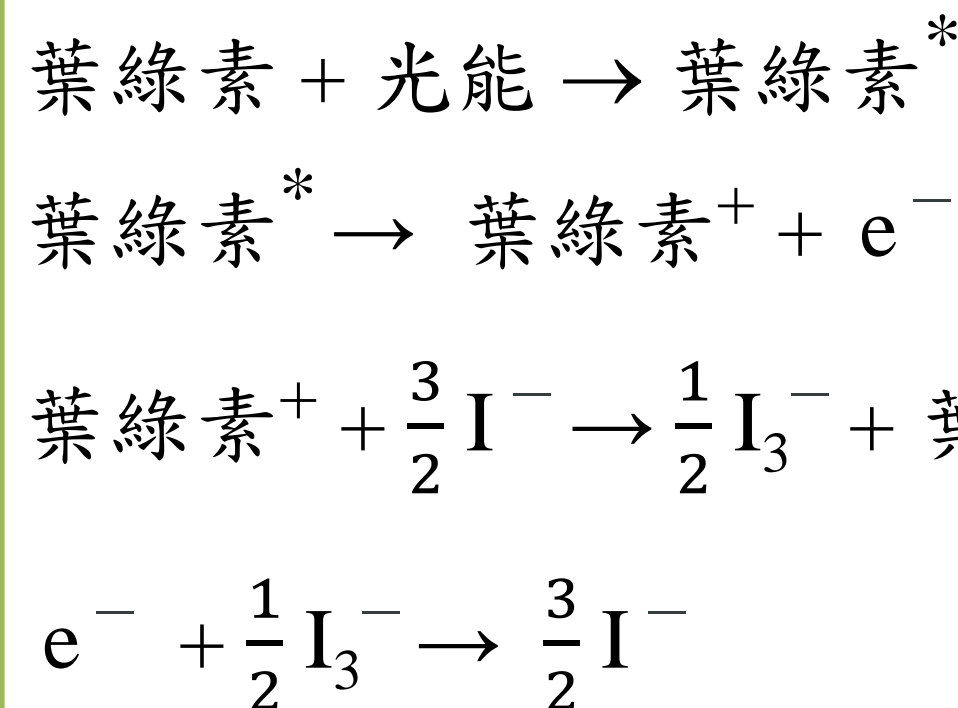 葉綠素 + 光能 → 葉綠素*
葉綠素* → 葉綠素⁺ + e⁻
葉綠素⁺ + 3/2 I⁻ → 1/2 I₃⁻ +
e⁻ + 1/2 I₃⁻ → 3/2 I⁻